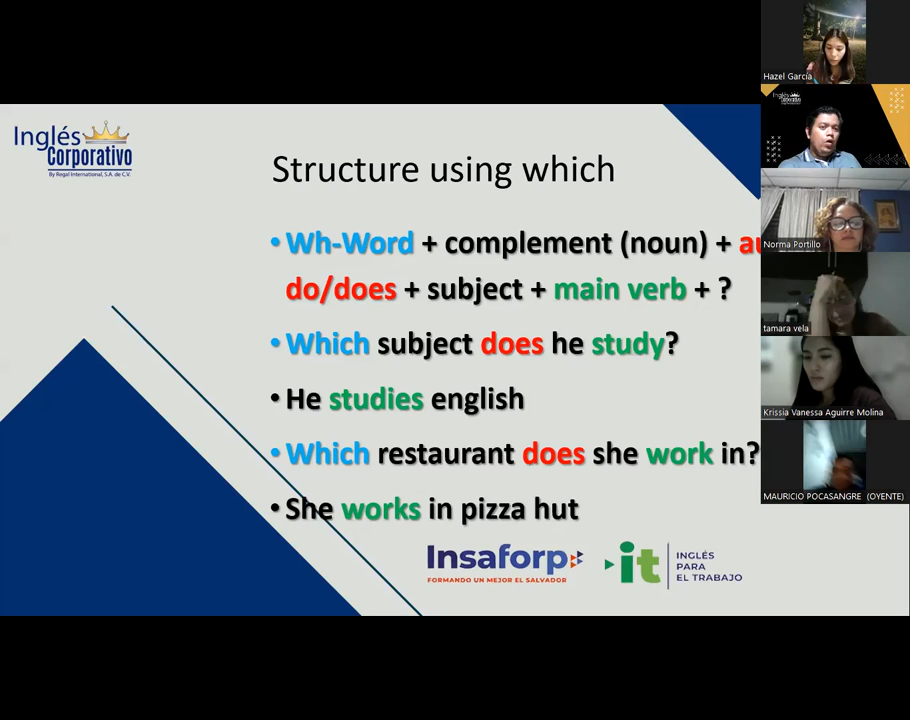 Inglés
Corporativo
By Regal International, S.A. de C.V.
Structure using which
• Wh-Word + complement (noun) +
do/does + subject + main verb + ?
• Which subject does he study?
• He studies english
• Which restaurant does she work in?
• She works in pizza hut
Insaforp
FORMANDO UN MEJOR EL SALVADOR
it
INGLÉS
PARA
EL TRABAJO
Hazel García
Inglés
Corporativo
Norma Portillo
tamara vela
Krissia Vanessa Aguirre Molina
MAURICIO POCASANGRE (OYENTE)